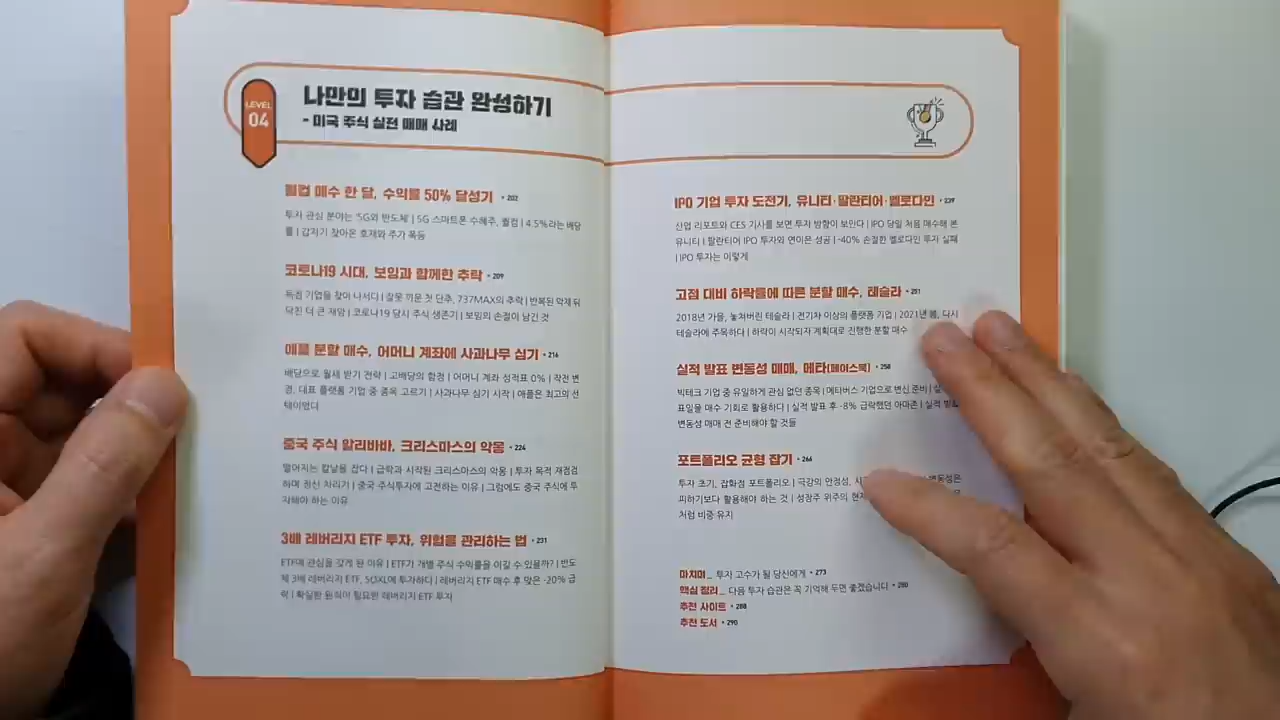 LEVEL
04
나만의 투자 습관 완성하기
- 미국 주식 실전 매매 사례
퀄컴 매수 한 달, 수익률 50% 달성기 • 202
투자 관심 분야는 '5G와 반도체' | 5G 스마트폰 수혜주, 퀄컴 | 4.5%라는 배당
률 | 갑자기 찾아온 호재와 주가 폭등
코로나19 시대, 보잉과 함께한 추락 • 209
독점 기업을 찾아 나서다 | 잘못 끼운 첫 단추, 737MAX의 추락 | 반복된 악재 뒤
닥친 더 큰 재앙 | 코로나19 당시 주식 생존기 | 보잉의 손절이 남긴 것
애플 분할 매수, 어머니 계좌에 사과나무 심기 • 216
배당으로 월세 받기 전략 | 고배당의 함정 | 어머니 계좌 성적표 0% | 작전 변
경, 대표 플랫폼 기업 중 종목 고르기 | 사과나무 심기 시작 | 애플은 최고의 선
택이었다
중국 주식 알리바바, 크리스마스의 악몽 • 224
떨어지는 칼날을 잡다 | 급락과 시작된 크리스마스의 악몽 | 투자 목적 재점검
하며 정신 차리기 | 중국 주식투자에 고전하는 이유 | 그럼에도 중국 주식에 투
자해야 하는 이유
3배 레버리지 ETF 투자, 위험을 관리하는 법 • 231
ETF에 관심을 갖게 된 이유 | ETF가 개별 주식 수익률을 이길 수 있을까? | 반도
체 3배 레버리지 ETF, SOXL에 투자하다 | 레버리지 ETF 매수 후 맞은 -20% 급
락 | 확실한 원칙이 필요한 레버리지 ETF 투자
IPO 기업 투자 도전기, 유니티·팔란티어·벨로다인 • 239
산업 리포트와 CES 기사를 보면 투자 방향이 보인다 | IPO 당일 처음 매수해 본
유니티 | 팔란티어 IPO 투자와 연이은 성공 | -40% 손절한 벨로다인 투자 실패
| IPO 투자는 이렇게
고점 대비 하락률에 따른 분할 매수, 테슬라 • 251
2018년 가을, 놓쳐버린 테슬라 | 전기차 이상의 플랫폼 기업 | 2021년 봄, 다시
테슬라에 주목하다 | 하락이 시작되자 계획대로 진행한 분할 매수
실적 발표 변동성 매매, 메타(페이스북) • 258
빅테크 기업 중 유일하게 관심 없던 종목 | 메타버스 기업으로 변신 준비 | 실
표일을 매수 기회로 활용하다 | 실적 발표 후 -8% 급락했던 아마존 | 실적 발표
변동성 매매 전 준비해야 할 것들
포트폴리오 균형 잡기 • 266
투자 초기, 잡화점 포트폴리오 | 극강의 안정성, 변동성은
피하기보다 활용해야 하는 것 | 성장주 위주의
처럼 비중 유지
마치며_ 투자 고수가 될 당신에게 • 273
핵심 정리_ 다음 투자 습관은 꼭 기억해 두면 좋겠습니다 • 280
추천 사이트 • 288
추천 도서 • 290